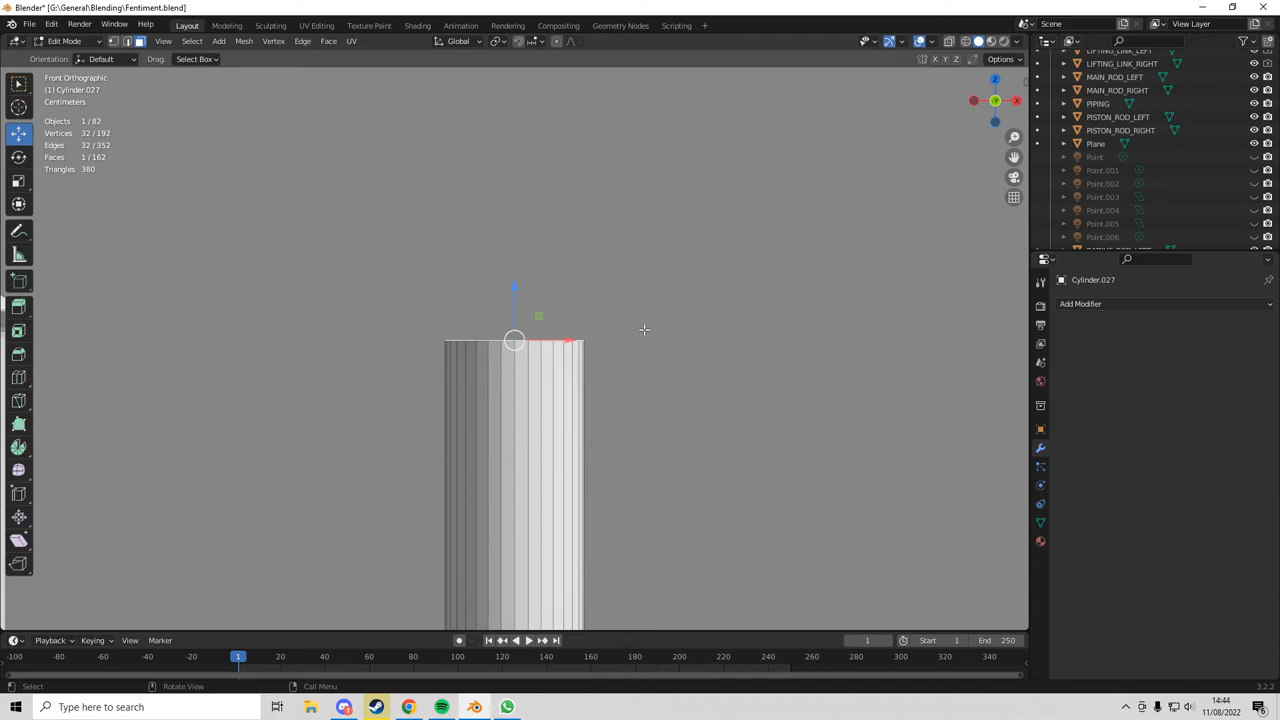 Blender* [G:\General\Blending\Fentiment.blend]
File Edit Render Window Help Layout Modeling Sculpting UV Editing Texture Paint Shading Animation Rendering Compositing Geometry Nodes Scripting + Scene View Layer
Edit Mode View Select Add Mesh Vertex Edge Face UV Global
Orientation: Default Drag: Select Box X Y Z Options
Front Orthographic
(1) Cylinder.027
Centimeters
Objects 1 / 82
Vertices 32 / 192
Edges 32 / 352
Faces 1 / 162
Triangles 380
Z
X
Y
LIFTING_LINK_RIGHT
MAIN_ROD_LEFT
MAIN_ROD_RIGHT
PIPING
PISTON_ROD_LEFT
PISTON_ROD_RIGHT
Plane
Point
Point.001
Point.002
Point.003
Point.004
Point.005
Point.006
Cylinder.027
Add Modifier
Playback Keying View Marker 1 Start 1 End 250
-100 -80 -60 -40 -20 1 20 40 60 80 100 120 140 160 180 200 220 240 260 280 300 320 340
Select Rotate View Call Menu 3.2.2
Type here to search
14:44
11/08/2022
6